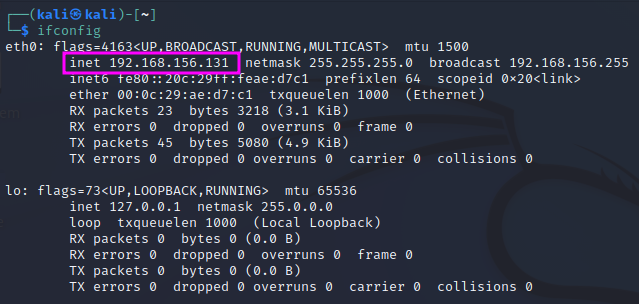 ┌──(kali㉿kali)-[~]
└─$ ifconfig
eth0: flags=4163<UP,BROADCAST,RUNNING,MULTICAST>  mtu 1500
        inet 192.168.156.131  netmask 255.255.255.0  broadcast 192.168.156.255
        inet6 fe80::20c:29ff:feae:d7c1  prefixlen 64  scopeid 0×20<link>
        ether 00:0c:29:ae:d7:c1  txqueuelen 1000  (Ethernet)
        RX packets 23  bytes 3218 (3.1 KiB)
        RX errors 0  dropped 0  overruns 0  frame 0
        TX packets 45  bytes 5080 (4.9 KiB)
        TX errors 0  dropped 0 overruns 0  carrier 0  collisions 0

lo: flags=73<UP,LOOPBACK,RUNNING>  mtu 65536
        inet 127.0.0.1  netmask 255.0.0.0
        loop  txqueuelen 1000  (Local Loopback)
        RX packets 0  bytes 0 (0.0 B)
        RX errors 0  dropped 0  overruns 0  frame 0
        TX packets 0  bytes 0 (0.0 B)
        TX errors 0  dropped 0 overruns 0  carrier 0  collisions 0